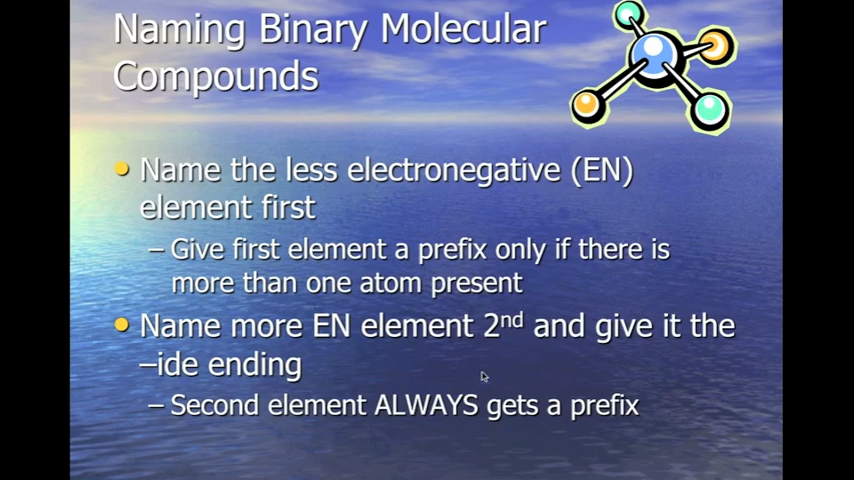 Naming Binary Molecular
Compounds
• Name the less electronegative (EN)
element first
– Give first element a prefix only if there is
more than one atom present
• Name more EN element 2nd and give it the
–ide ending
– Second element ALWAYS gets a prefix